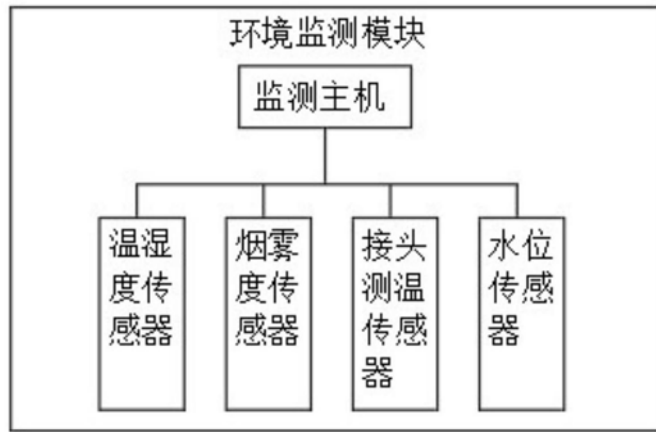 环境监测模块
监测主机
温湿
度传
感器
烟雾
度传
感器
接头
测温
传感
器
水位
传感
器